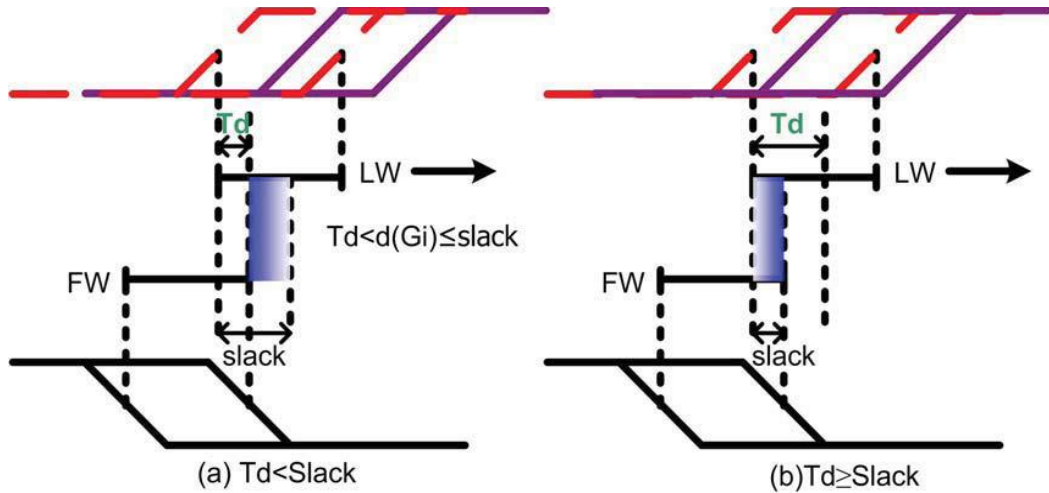 Td
LW
Td<d(Gi)≤slack
FW
slack
(a) Td<Slack
Td
LW
FW
slack
(b)Td≥Slack